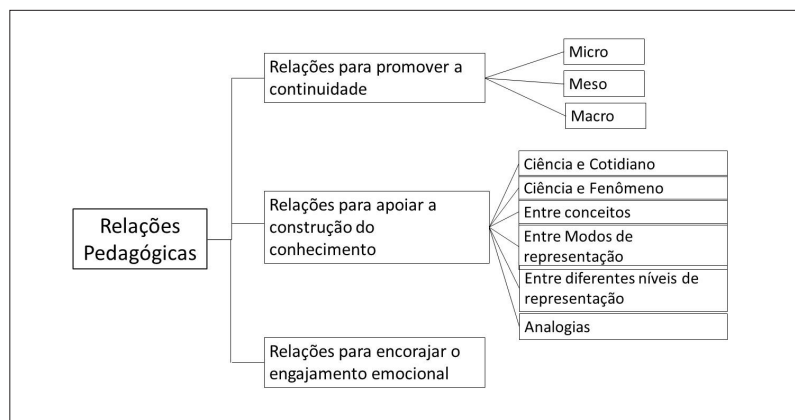 Relações
Pedagógicas
Relações para promover a
continuidade
Micro
Meso
Macro
Relações para apoiar a
construção do
conhecimento
Ciência e Cotidiano
Ciência e Fenômeno
Entre conceitos
Entre Modos de
representação
Entre diferentes níveis de
representação
Analogias
Relações para encorajar o
engajamento emocional